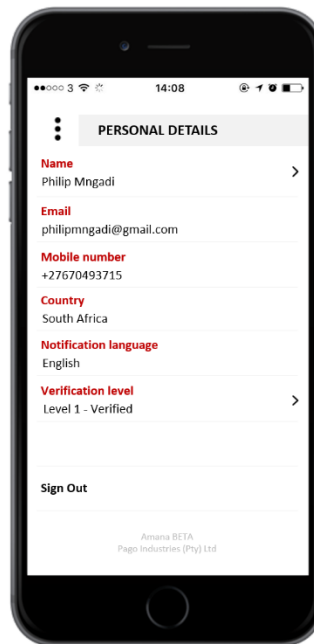 3
14:08
PERSONAL DETAILS
Name
Philip Mngadi
Email
philipmngadi@gmail.com
Mobile number
+27670493715
Country
South Africa
Notification language
English
Verification level
Level 1 - Verified
Sign Out
Amana BETA
Pago Industries (Pty) Ltd